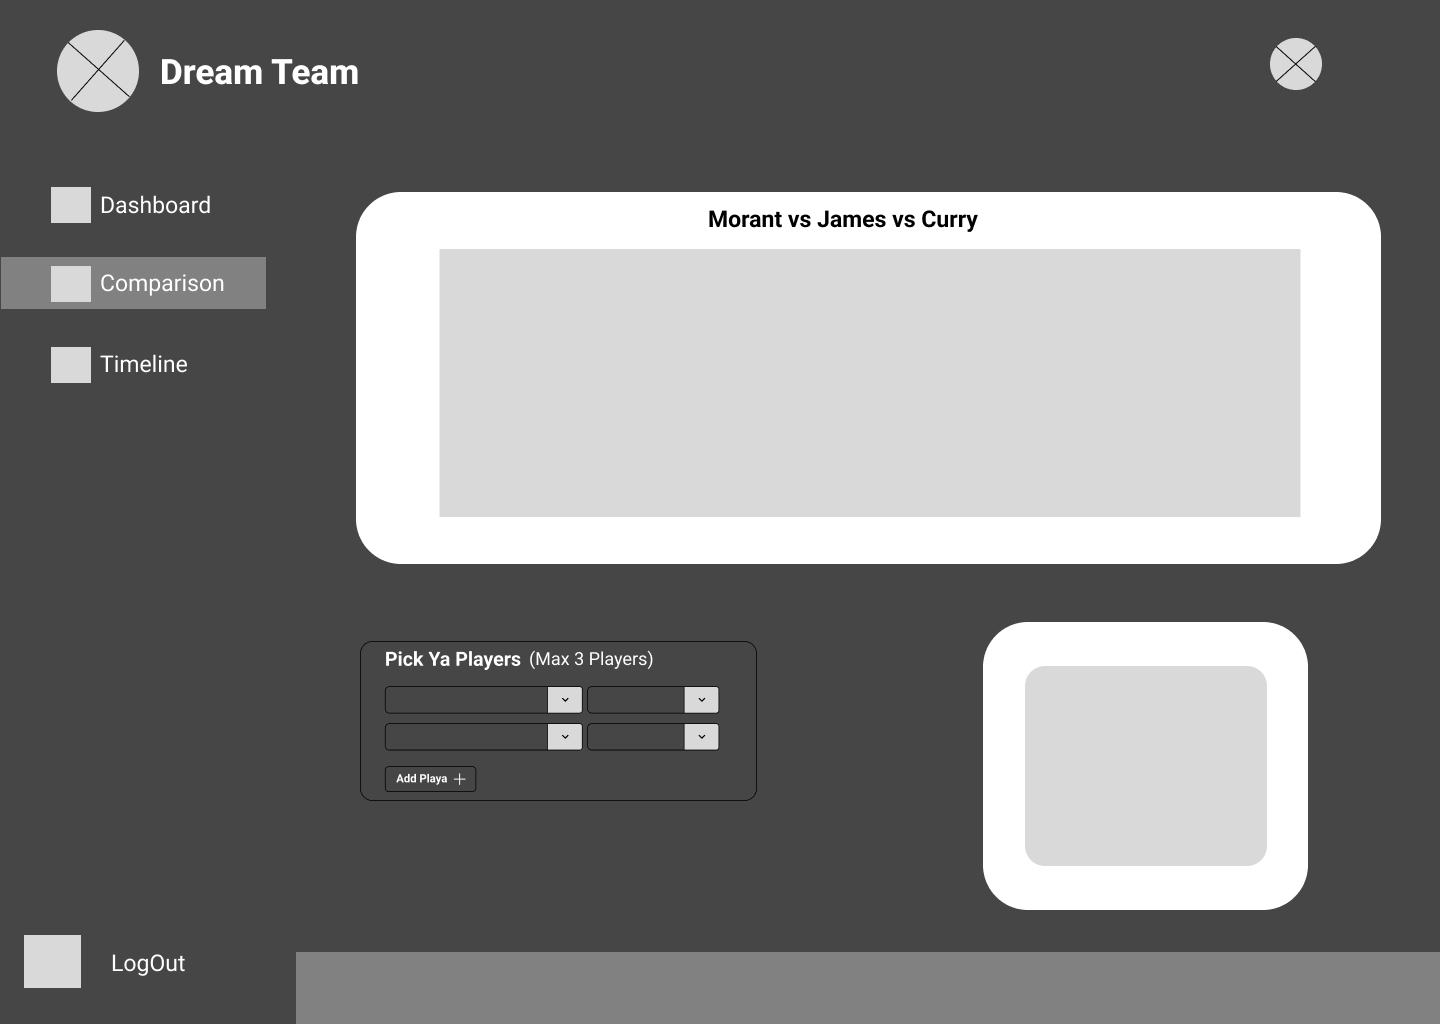 Dream Team
Dashboard
Comparison
Timeline
LogOut
Morant vs James vs Curry
Pick Ya Players (Max 3 Players)
Add Playa